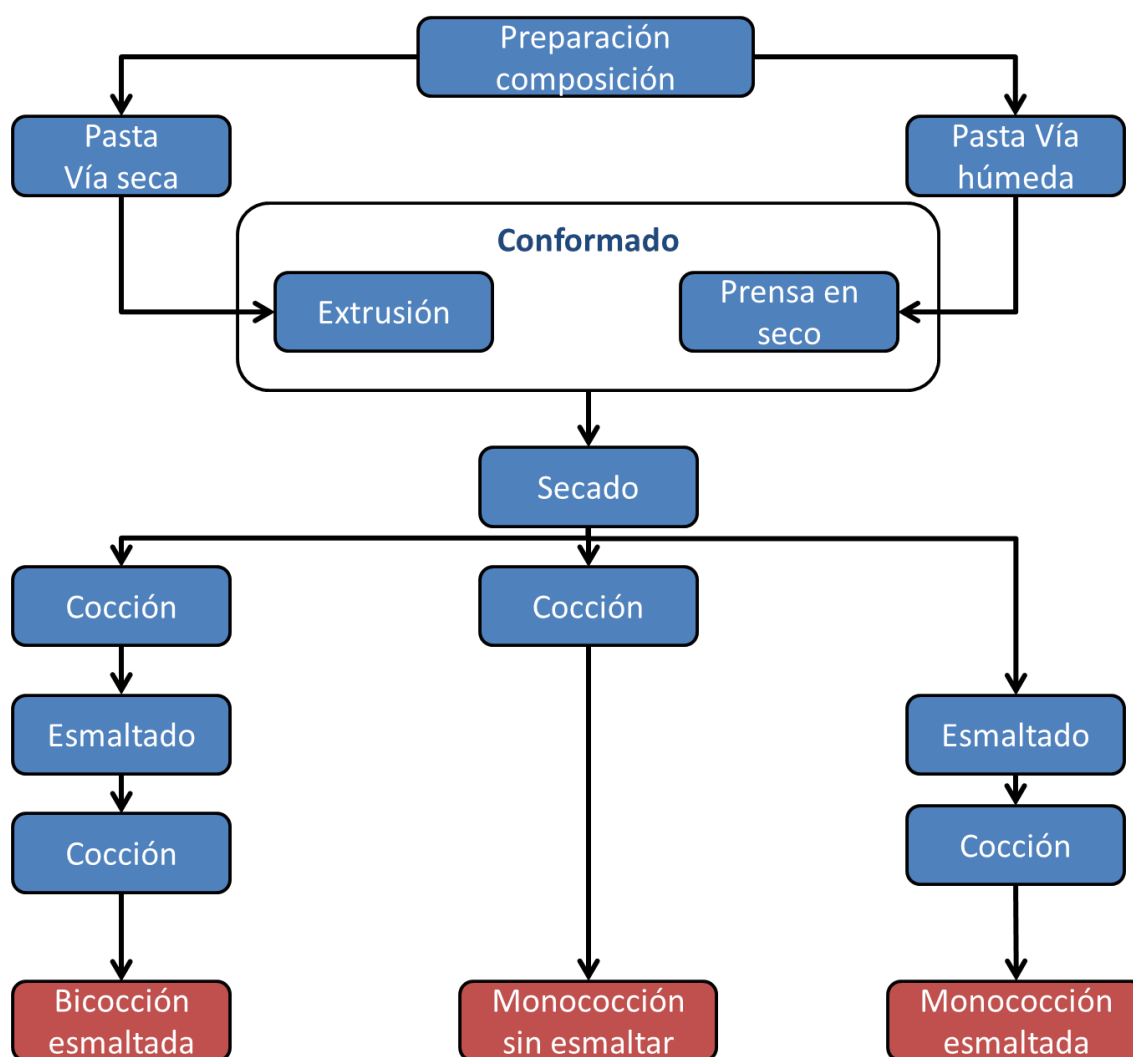 Preparación
composición
Pasta
Vía seca
Pasta Vía
húmeda
Conformado
Extrusión
Prensa en
seco
Secado
Cocción
Cocción
Esmaltado
Esmaltado
Cocción
Cocción
Bicocción
esmaltada
Monococción
sin esmaltar
Monococción
esmaltada